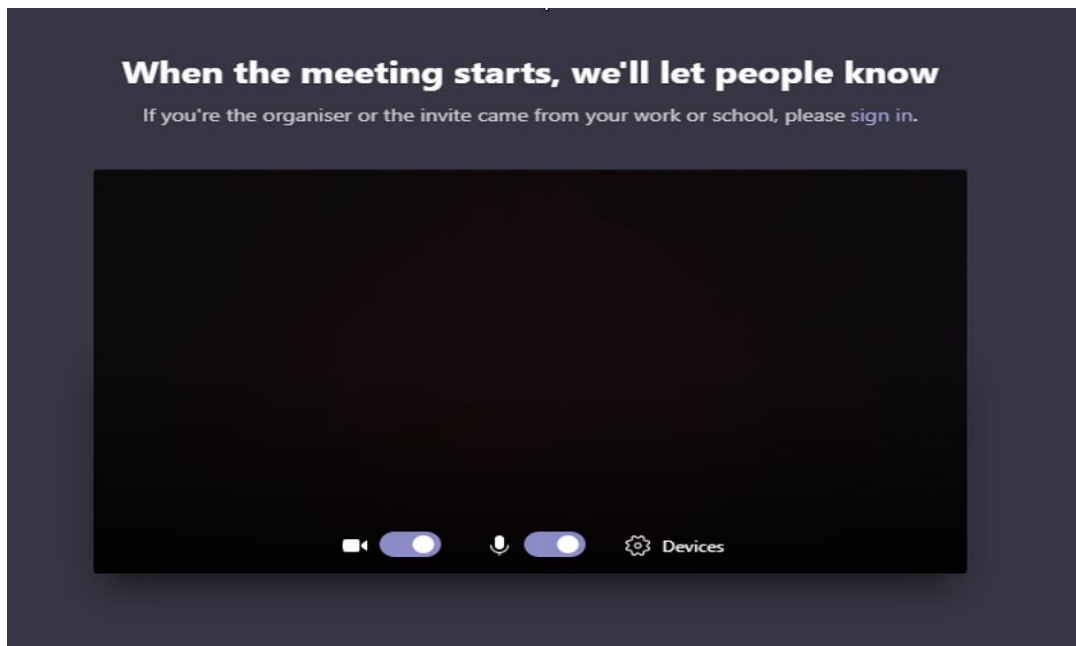 When the meeting starts, we'll let people know
If you're the organiser or the invite came from your work or school, please sign in.
Devices